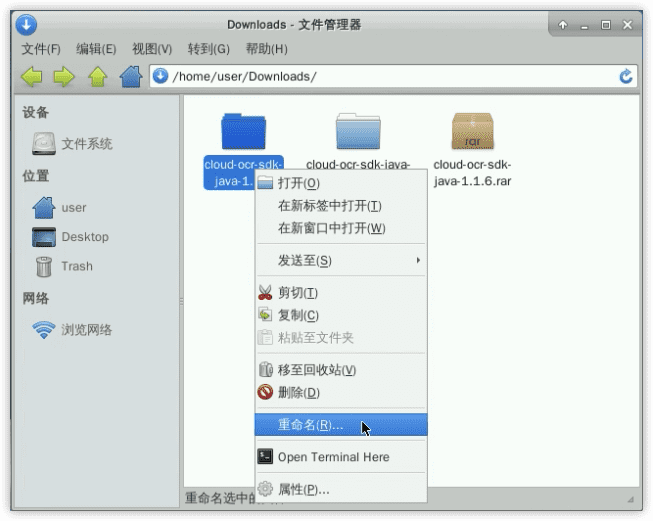 Downloads - 文件管理器
文件(F) 编辑(E) 视图(V) 转到(G) 帮助(H)
/home/user/Downloads/
设备
文件系统
位置
user
Desktop
Trash
网络
浏览网络
cloud-ocr-sdk-
java-1.
cloud-ocr-sdk-java-
rar
cloud-ocr-sdk-
java-1.1.6.rar
打开(O)
在新标签中打开(T)
在新窗口中打开(W)
发送至(S)
剪切(T)
复制(C)
粘贴至文件夹
移至回收站(V)
删除(D)
重命名(R)...
Open Terminal Here
属性(P)...
重命名选中的